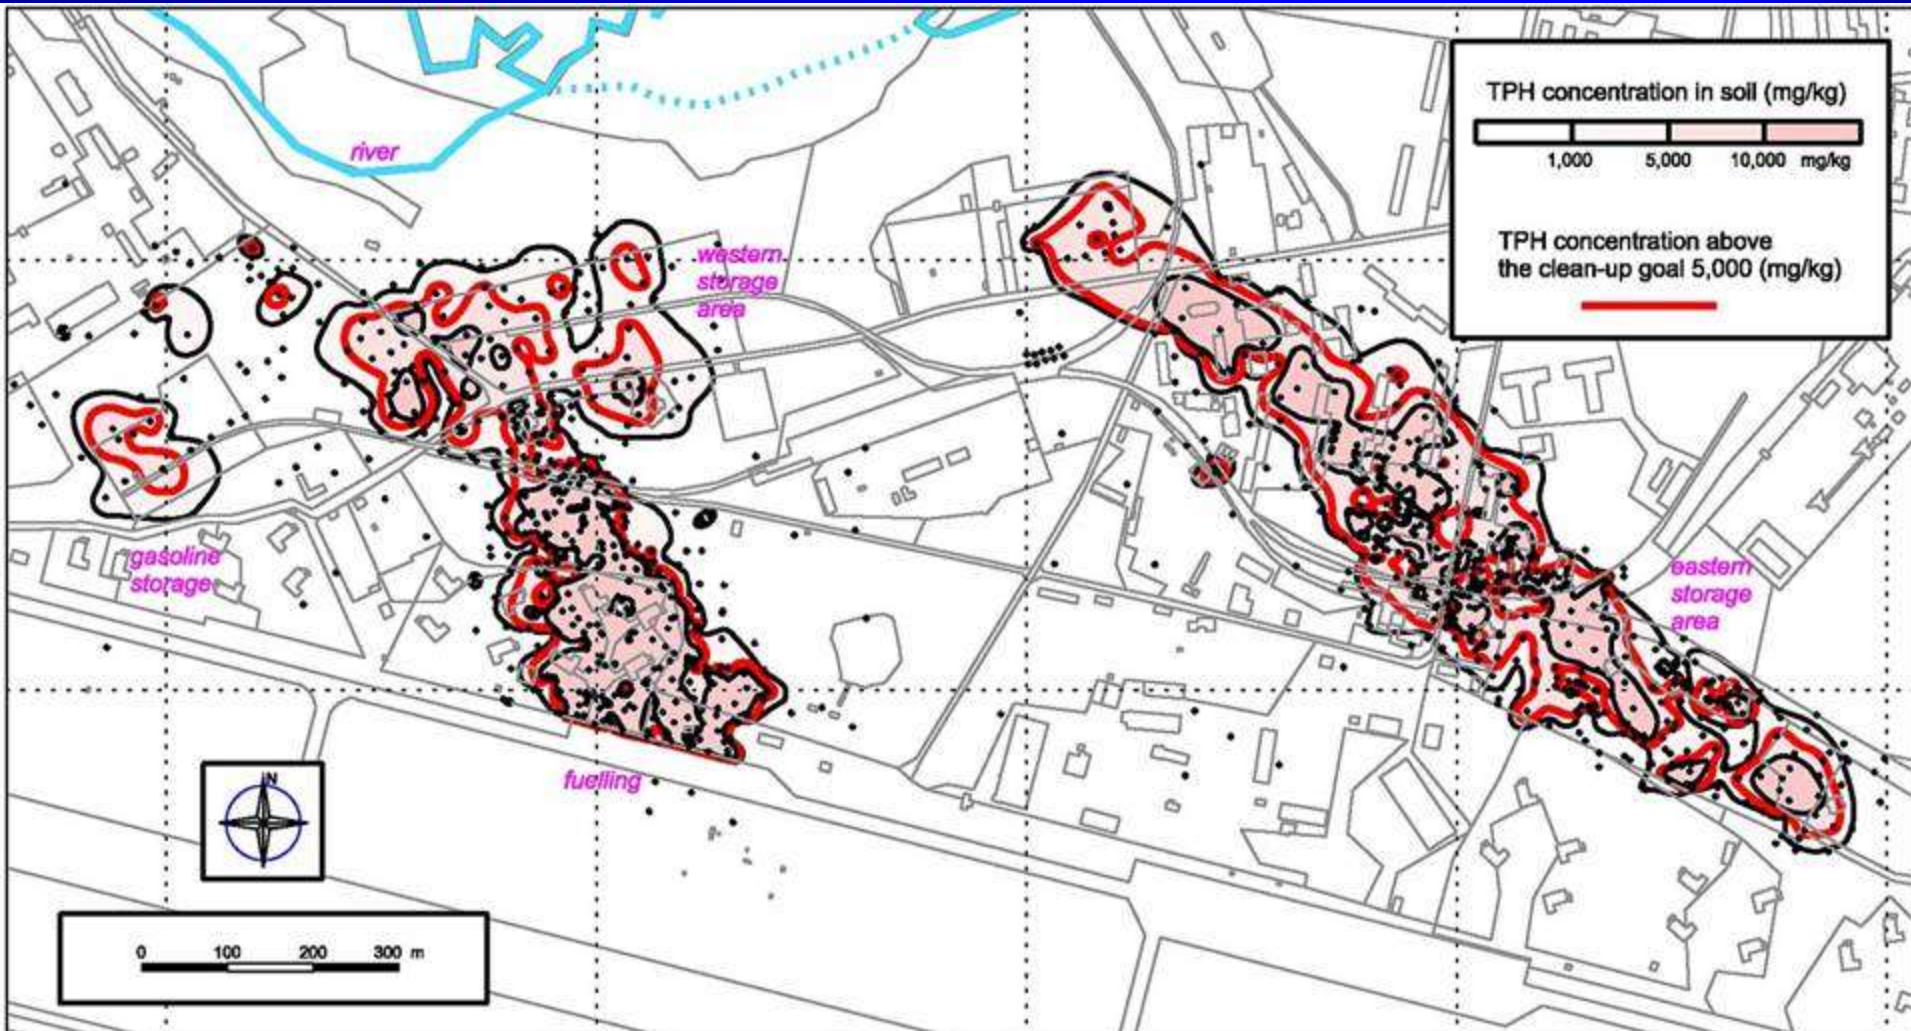 river
western
storage
area
TPH concentration in soil (mg/kg)
1,000 5,000 10,000 mg/kg
TPH concentration above
the clean-up goal 5,000 (mg/kg)
gasoline
storage
eastern
storage
area
fuelling
N
0 100 200 300 m